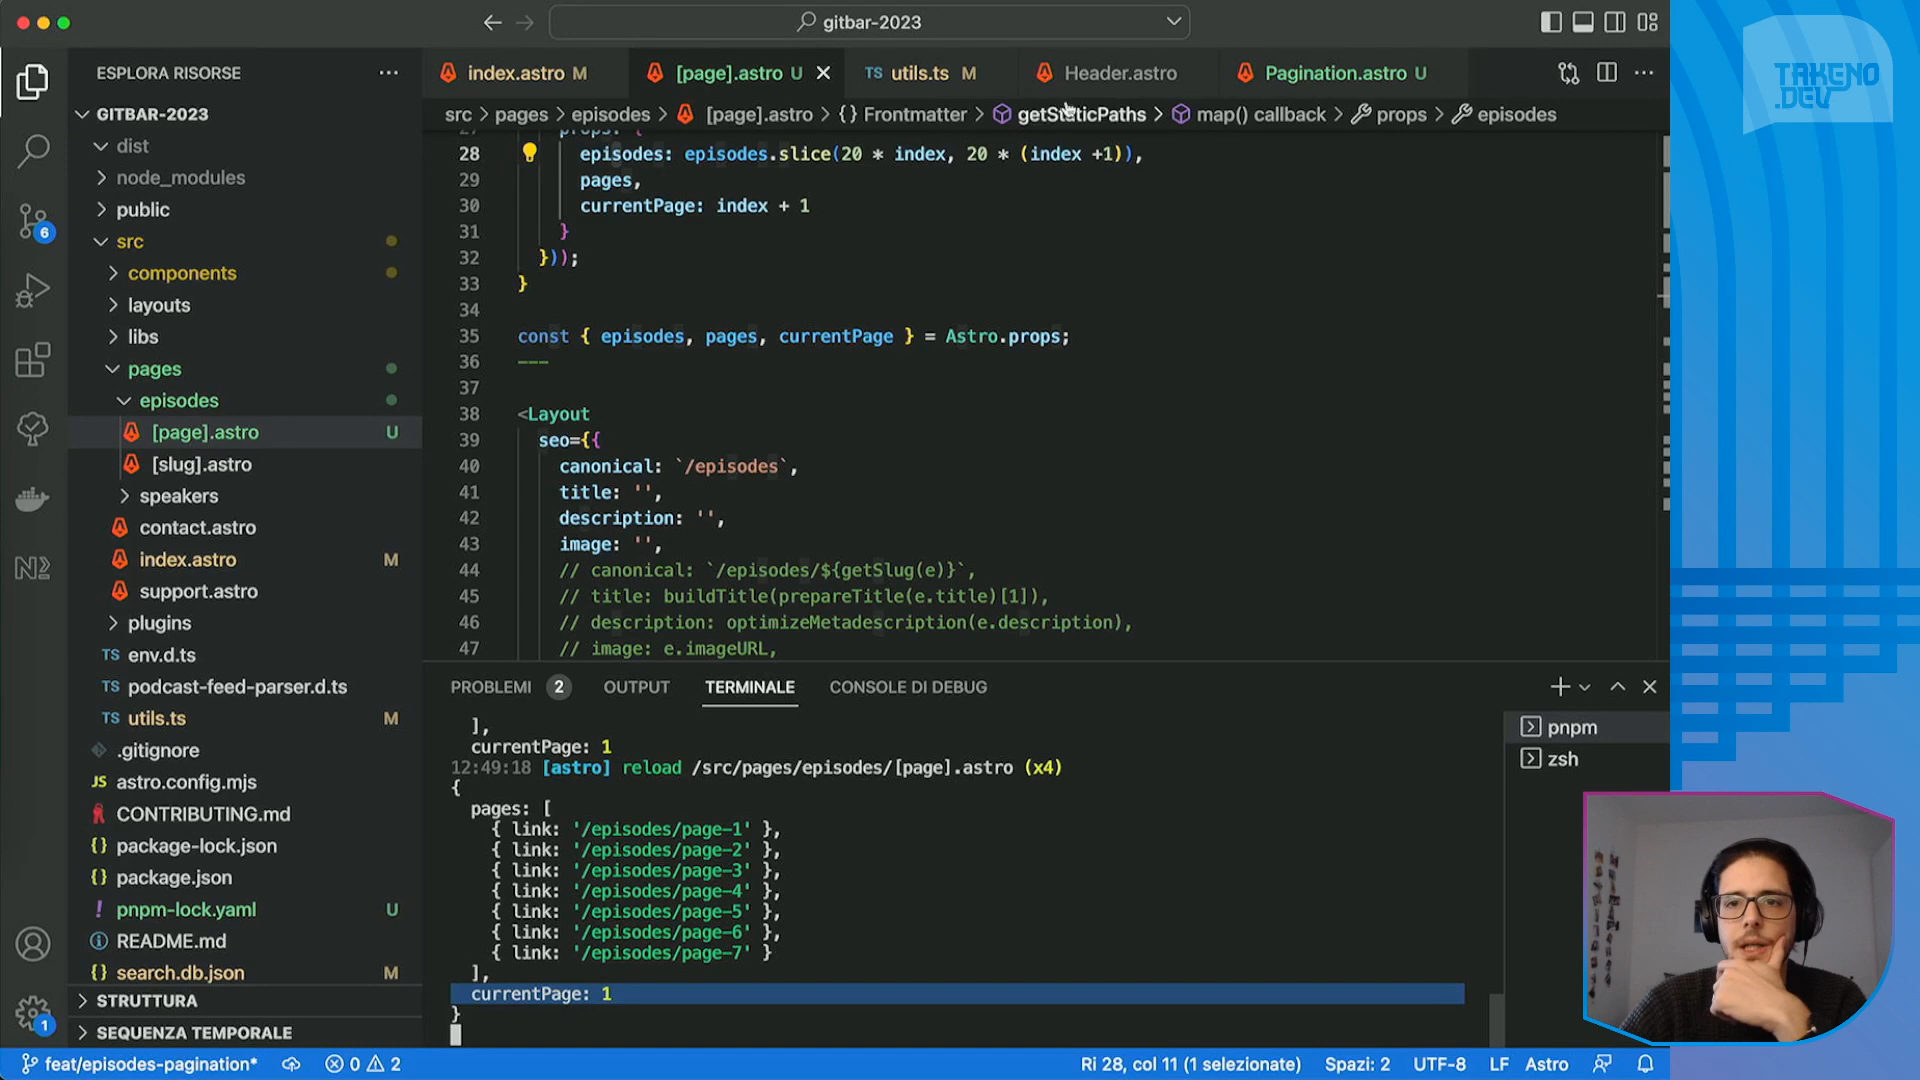 gitbar-2023
ESPLORA RISORSE
index.astro M
[page].astro U
utils.ts M
Header.astro
Pagination.astro U
TAKENO
.DEV
src > pages > episodes > [page].astro > {} Frontmatter > getStaticPaths > map() callback > props > episodes
GITBAR-2023
dist
node_modules
public
src
components
layouts
libs
pages
episodes
[page].astro U
[slug].astro
speakers
contact.astro
index.astro M
support.astro
plugins
TS env.d.ts
TS podcast-feed-parser.d.ts
TS utils.ts M
.gitignore
JS astro.config.mjs
CONTRIBUTING.md
{} package-lock.json
{} package.json
! pnpm-lock.yaml U
README.md
{} search.db.json M
STRUTTURA
SEQUENZA TEMPORALE
6
1
27 props: {
28 episodes: episodes.slice(20 * index, 20 * (index +1)),
29 pages,
30 currentPage: index + 1
31 }
32 }));
33 }
34
35 const { episodes, pages, currentPage } = Astro.props;
36 ---
37
38 <Layout
39 seo={{
40 canonical: `/episodes`,
41 title: '',
42 description: '',
43 image: '',
44 // canonical: `/episodes/${getSlug(e)}`,
45 // title: buildTitle(prepareTitle(e.title)[1]),
46 // description: optimizeMetadescription(e.description),
47 // image: e.imageURL,
PROBLEMI 2 OUTPUT TERMINALE CONSOLE DI DEBUG
],
currentPage: 1
12:49:18 [astro] reload /src/pages/episodes/[page].astro (x4)
{
pages: [
{ link: '/episodes/page-1' },
{ link: '/episodes/page-2' },
{ link: '/episodes/page-3' },
{ link: '/episodes/page-4' },
{ link: '/episodes/page-5' },
{ link: '/episodes/page-6' },
{ link: '/episodes/page-7' }
],
currentPage: 1
}
pnpm
zsh
feat/episodes-pagination* 0 2 Ri 28, col 11 (1 selezionate) Spazi: 2 UTF-8 LF Astro